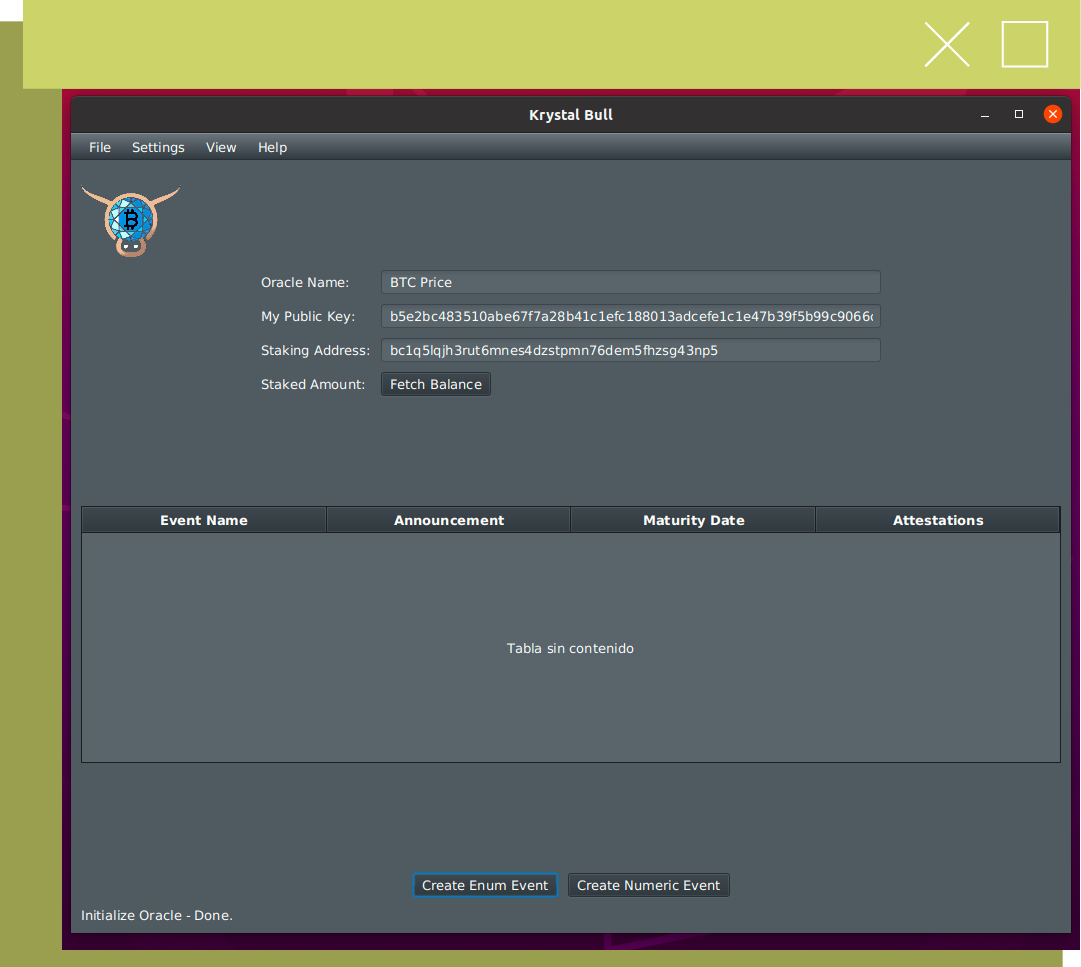 Krystal Bull
File Settings View Help
Oracle Name: BTC Price
My Public Key: b5e2bc483510abe67f7a28b41c1efc188013adcefe1c1e47b39f5b99c9066c
Staking Address: bc1q5lqjh3rut6mnes4dzstpmn76dem5fhzsg43np5
Staked Amount: Fetch Balance
Event Name Announcement Maturity Date Attestations
Tabla sin contenido
Create Enum Event Create Numeric Event
Initialize Oracle - Done.